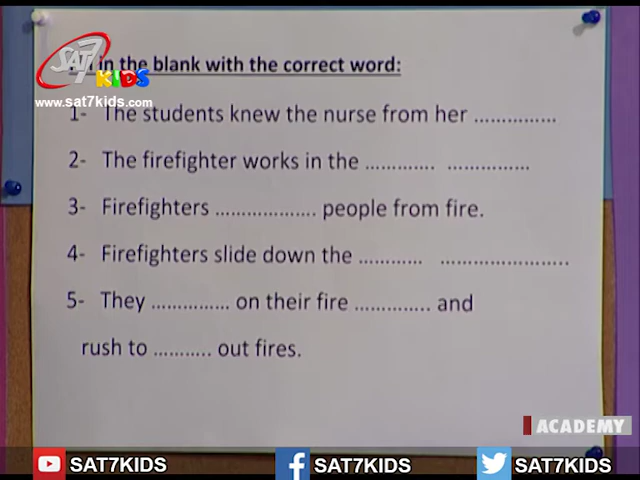 SAT7
KIDS
www.sat7kids.com
in the blank with the correct word:
1- The students knew the nurse from her ...............
2- The firefighter works in the ............. ...............
3- Firefighters ................... people from fire.
4- Firefighters slide down the ............ ........................
5- They ............... on their fire .............. and
rush to ........... out fires.
ACADEMY
SAT7KIDS SAT7KIDS SAT7KIDS